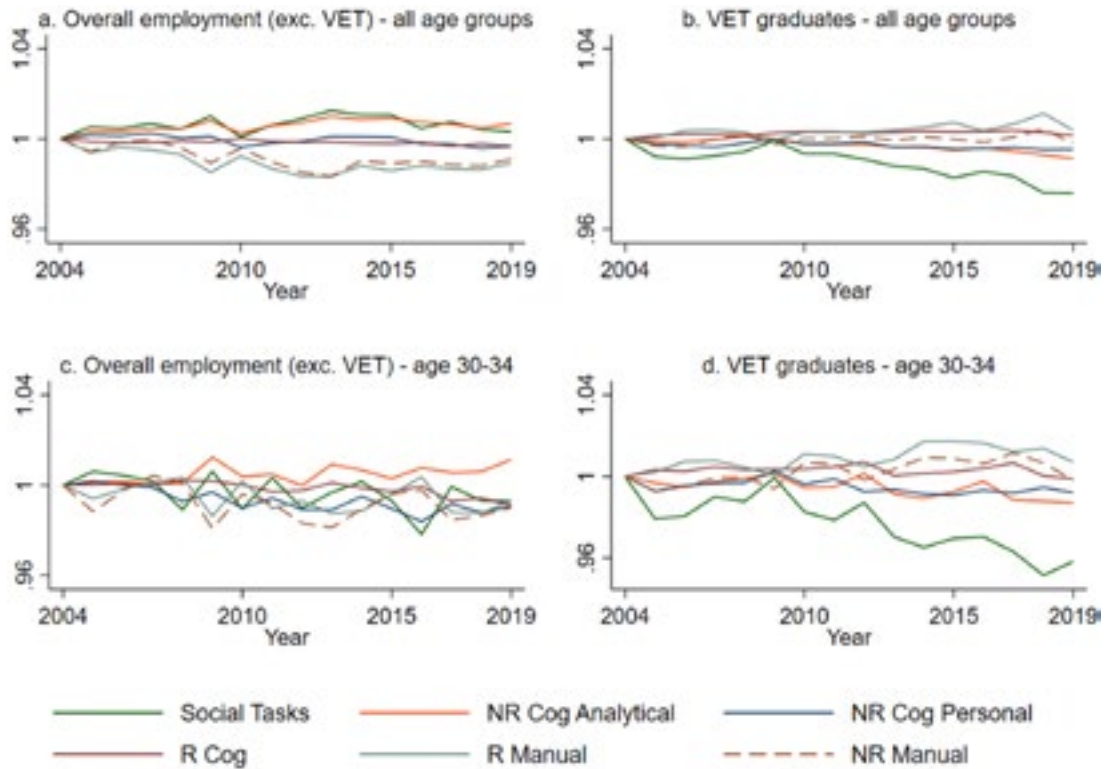 a. Overall employment (exc. VET) - all age groups
1.04
1
.96
2004 2010 2015 2019
Year
b. VET graduates - all age groups
1.04
1
.96
2004 2010 2015 2019
Year
c. Overall employment (exc. VET) - age 30-34
1.04
1
.96
2004 2010 2015 2019
Year
d. VET graduates - age 30-34
1.04
1
.96
2004 2010 2015 2019
Year
Social Tasks NR Cog Analytical NR Cog Personal
R Cog R Manual NR Manual